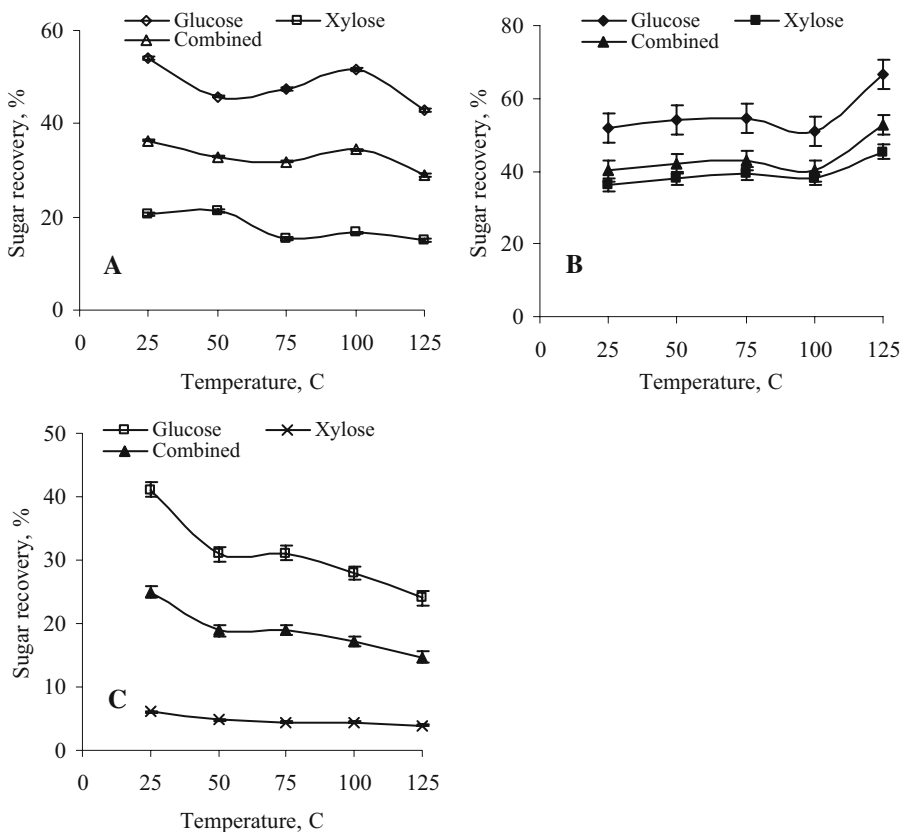 Glucose Xylose
Combined
60
40
20
0
Sugar recovery, %
A
0 25 50 75 100 125
Temperature, C
Glucose Xylose
Combined
80
60
40
20
0
Sugar recovery, %
B
0 25 50 75 100 125
Temperature, C
Glucose Xylose
Combined
50
40
30
20
10
0
Sugar recovery, %
C
0 25 50 75 100 125
Temperature, C